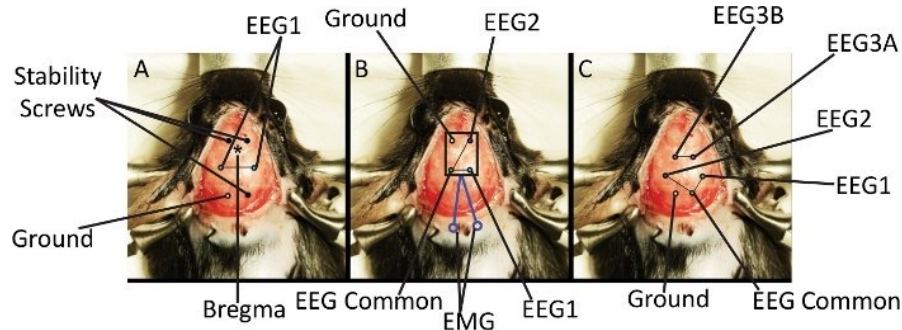 EEG1
Stability
Screws
A
*
Ground
Bregma
Ground
EEG2
B
EEG Common
EMG
EEG1
EEG3B
EEG3A
C
EEG2
EEG1
Ground
EEG Common